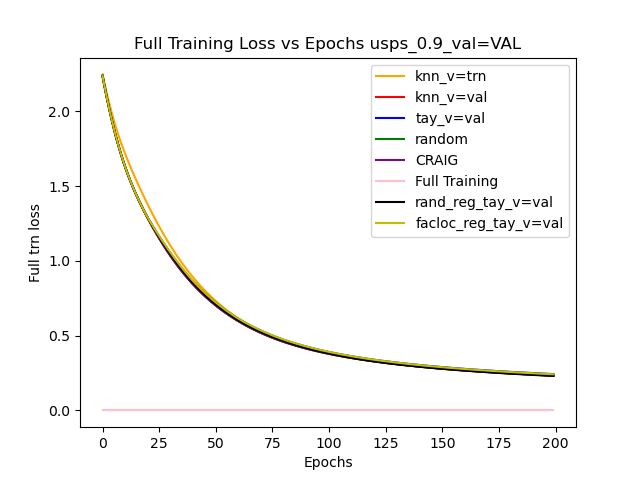 Full Training Loss vs Epochs usps_0.9_val=VAL
Full trn loss
2.0
1.5
1.0
0.5
0.0
knn_v=trn
knn_v=val
tay_v=val
random
CRAIG
Full Training
rand_reg_tay_v=val
facloc_reg_tay_v=val
0 25 50 75 100 125 150 175 200
Epochs